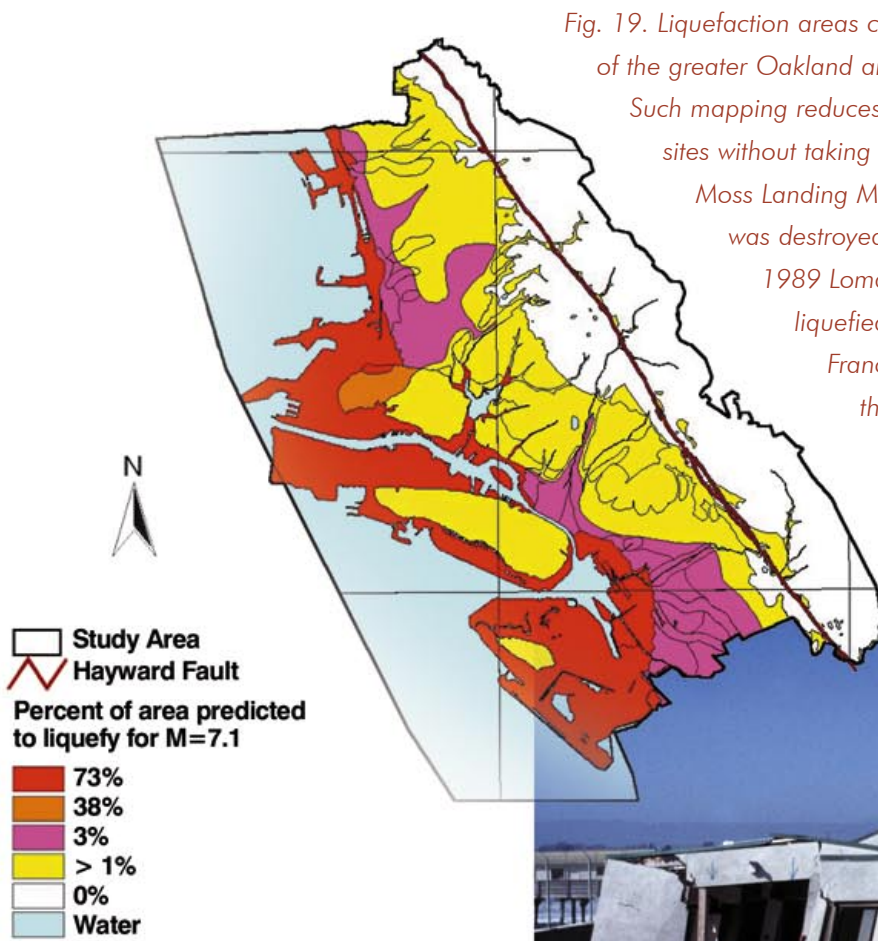 Fig. 19. Liquefaction areas c
of the greater Oakland a
Such mapping reduces
sites without taking
Moss Landing M
was destroyed
1989 Lom
liquefied
Fran
th
N
Study Area
Hayward Fault
Percent of area predicted
to liquefy for M=7.1
73%
38%
3%
> 1%
0%
Water